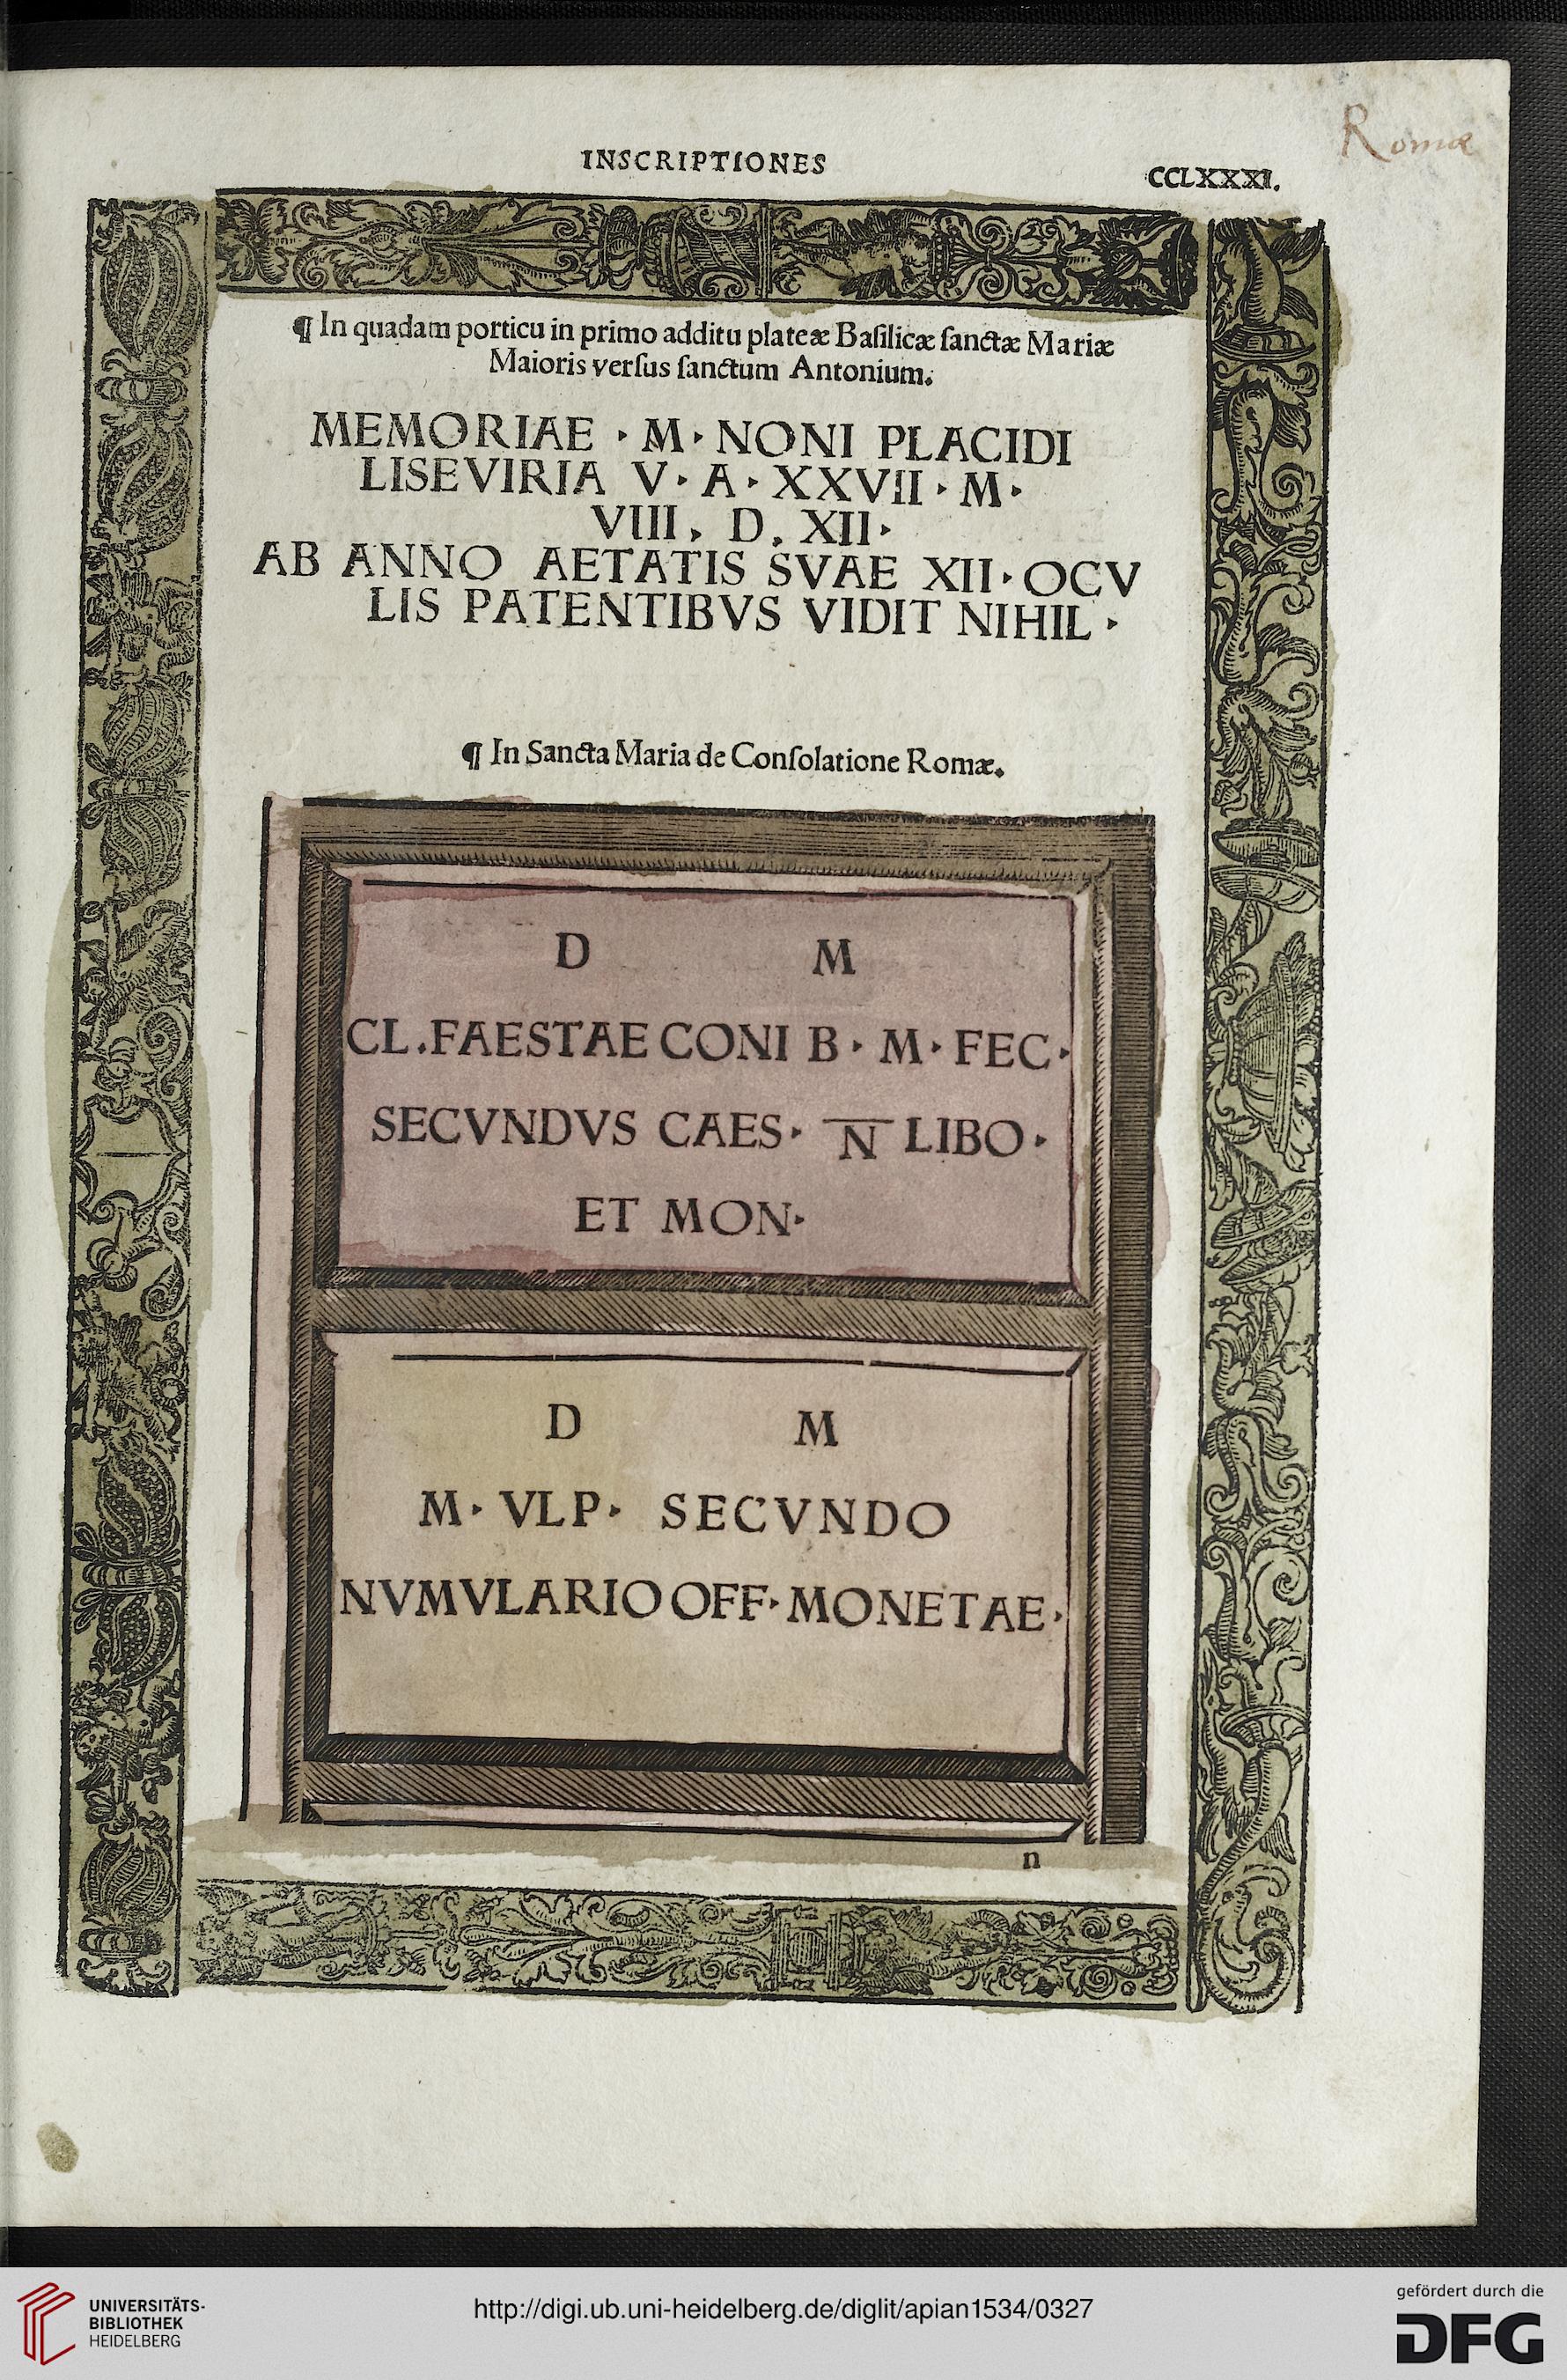 Romæ
INSCRIPTIONES
CCLXXXI.
¶ In quadam porticu in primo additu plateæ Baſilicæ ſanctæ Mariæ
Maioris verſus ſanctum Antonium.
MEMORIAE · M · NONI PLACIDI
LISEVIRIA V · A · XXVII · M ·
VIII, D. XII ·
AB ANNO AETATIS SVAE XII · OCV
LIS PATENTIBVS VIDIT NIHIL ·
¶ In Sancta Maria de Conſolatione Romæ.
D M
CL. FAESTAE CONI B · M · FEC ·
SECVNDVS CAES · N̅ LIBO ·
ET MON ·
D M
M · VLP · SECVNDO
NVMVLARIO OFF · MONETAE ·
n
UNIVERSITÄTS-
BIBLIOTHEK
HEIDELBERG
http://digi.ub.uni-heidelberg.de/diglit/apian1534/0327
gefördert durch die
DFG